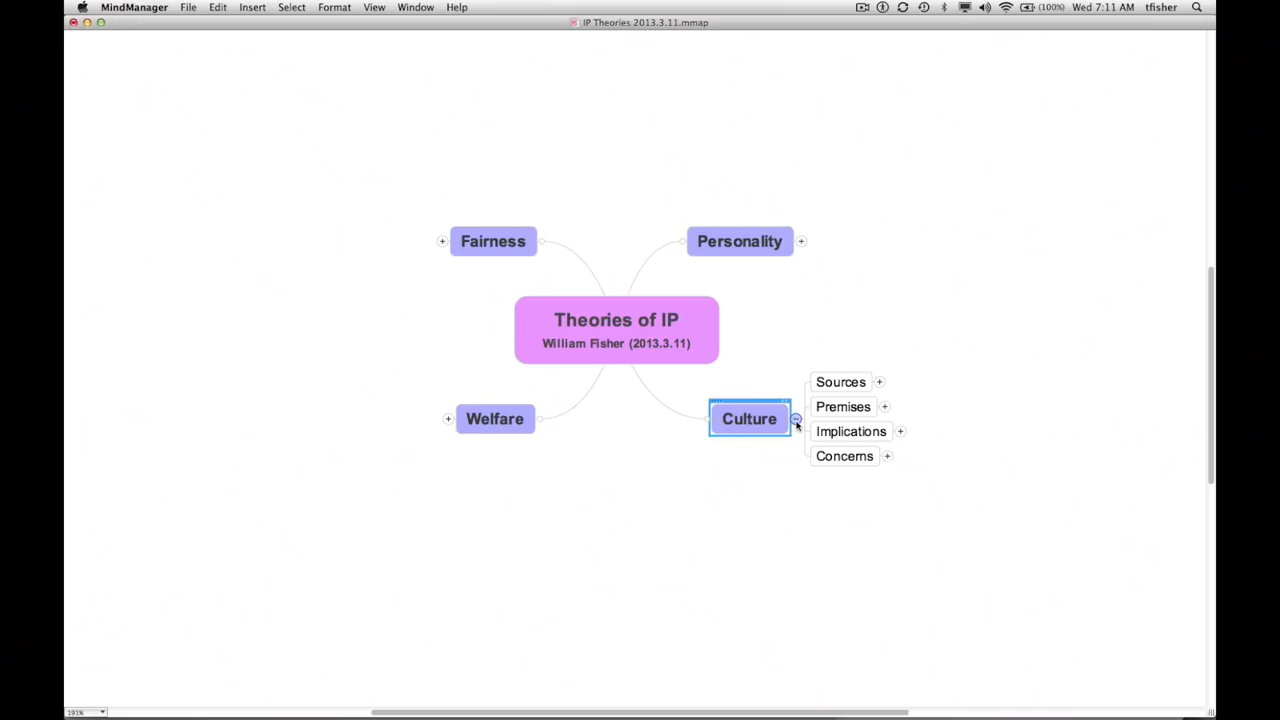 MindManager File Edit Insert Select Format View Window Help (100%) Wed 7:11 AM tfisher
IP Theories 2013.3.11.mmap
Fairness
Personality
Theories of IP
William Fisher (2013.3.11)
Welfare
Culture
Sources
Premises
Implications
Concerns
191%